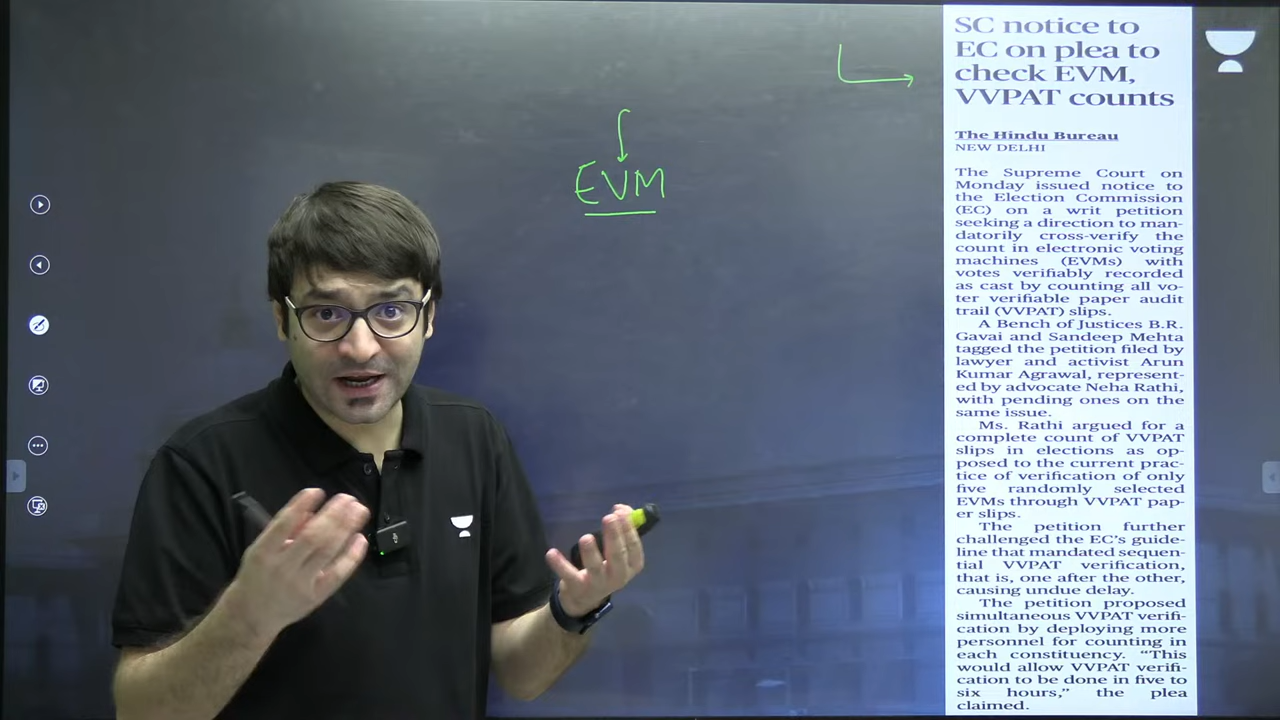 EVM
SC notice to
EC on plea to
check EVM,
VVPAT counts
The Hindu Bureau
NEW DELHI
The Supreme Court on
Monday issued notice to
the Election Commission
(EC) on a writ petition
seeking a direction to man-
datorily cross-verify the
count in electronic voting
machines (EVMs) with
votes verifiably recorded
as cast by counting all vo-
ter verifiable paper audit
trail (VVPAT) slips.
A Bench of Justices B.R.
Gavai and Sandeep Mehta
tagged the petition filed by
lawyer and activist Arun
Kumar Agrawal, represent-
ed by advocate Neha Rathi,
with pending ones on the
same issue.
Ms. Rathi argued for a
complete count of VVPAT
slips in elections as op-
posed to the current prac-
tice of verification of only
five randomly selected
EVMs through VVPAT pap-
er slips.
The petition further
challenged the EC's guide-
line that mandated sequen-
tial VVPAT verification,
that is, one after the other,
causing undue delay.
The petition proposed
simultaneous VVPAT verifi-
cation by deploying more
personnel for counting in
each constituency. “This
would allow VVPAT verifi-
cation to be done in five to
six hours,” the plea
claimed.